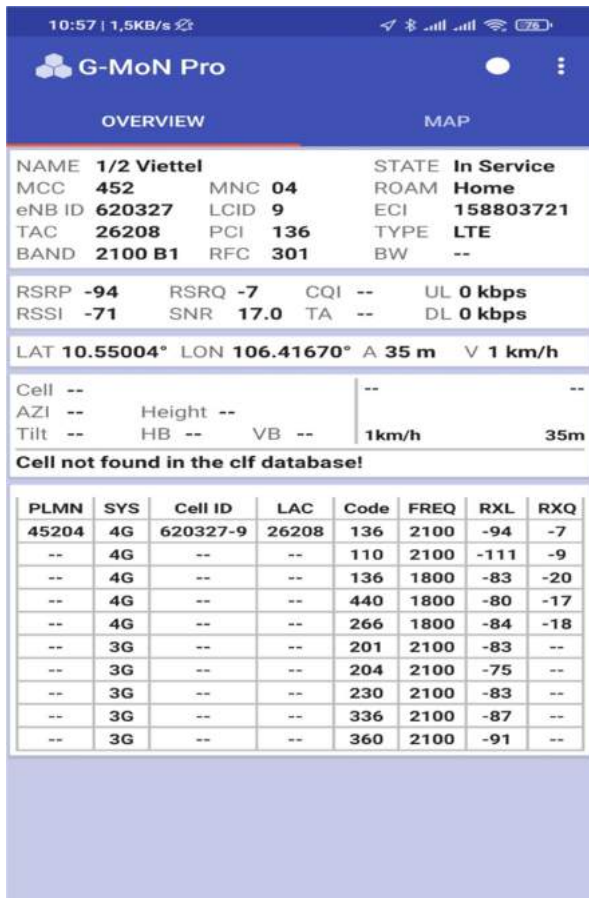 10:57 | 1,5KB/s 76
G-MoN Pro
OVERVIEW MAP
NAME 1/2 Viettel STATE In Service
MCC 452 MNC 04 ROAM Home
eNB ID 620327 LCID 9 ECI 158803721
TAC 26208 PCI 136 TYPE LTE
BAND 2100 B1 RFC 301 BW --
RSRP -94 RSRQ -7 CQI -- UL 0 kbps
RSSI -71 SNR 17.0 TA -- DL 0 kbps
LAT 10.55004° LON 106.41670° A 35 m V 1 km/h
Cell -- -- --
AZI -- Height --
Tilt -- HB -- VB -- 1km/h 35m
Cell not found in the clf database!
PLMN SYS Cell ID LAC Code FREQ RXL RXQ
45204 4G 620327-9 26208 136 2100 -94 -7
-- 4G -- -- 110 2100 -111 -9
-- 4G -- -- 136 1800 -83 -20
-- 4G -- -- 440 1800 -80 -17
-- 4G -- -- 266 1800 -84 -18
-- 3G -- -- 201 2100 -83 --
-- 3G -- -- 204 2100 -75 --
-- 3G -- -- 230 2100 -83 --
-- 3G -- -- 336 2100 -87 --
-- 3G -- -- 360 2100 -91 --